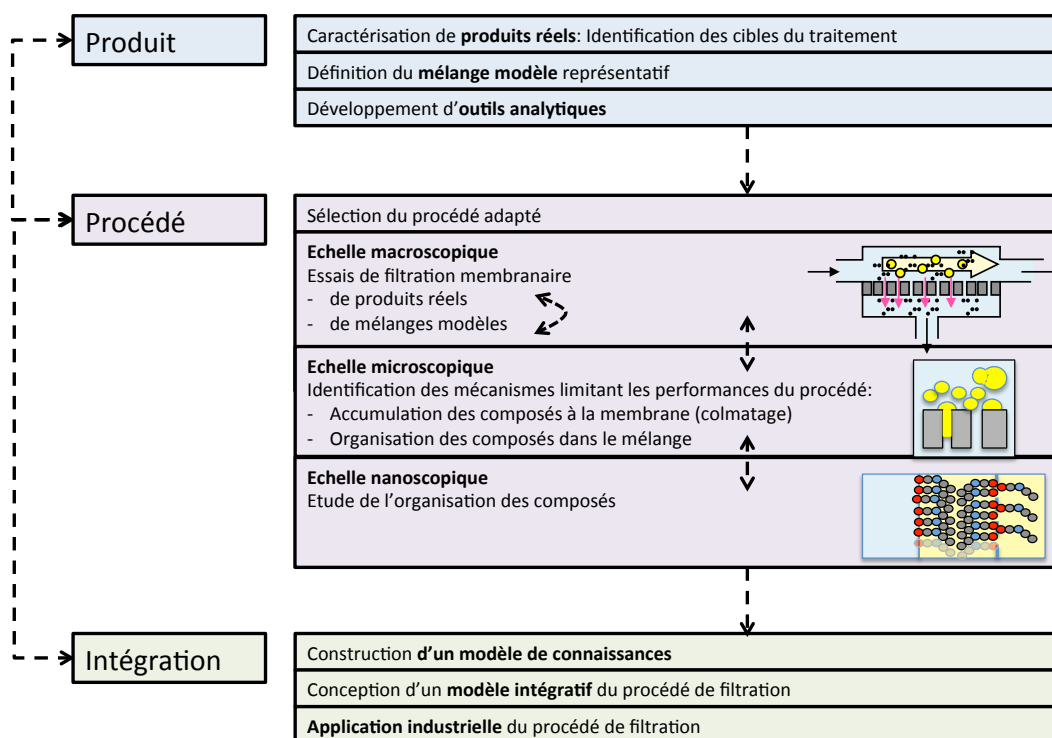 Produit
Caractérisation de produits réels: Identification des cibles du traitement
Définition du mélange modèle représentatif
Développement d'outils analytiques
Procédé
Sélection du procédé adapté
Echelle macroscopique
Essais de filtration membranaire
- de produits réels
- de mélanges modèles
Echelle microscopique
Identification des mécanismes limitant les performances du procédé:
- Accumulation des composés à la membrane (colmatage)
- Organisation des composés dans le mélange
Echelle nanoscopique
Etude de l'organisation des composés
Intégration
Construction d'un modèle de connaissances
Conception d'un modèle intégratif du procédé de filtration
Application industrielle du procédé de filtration